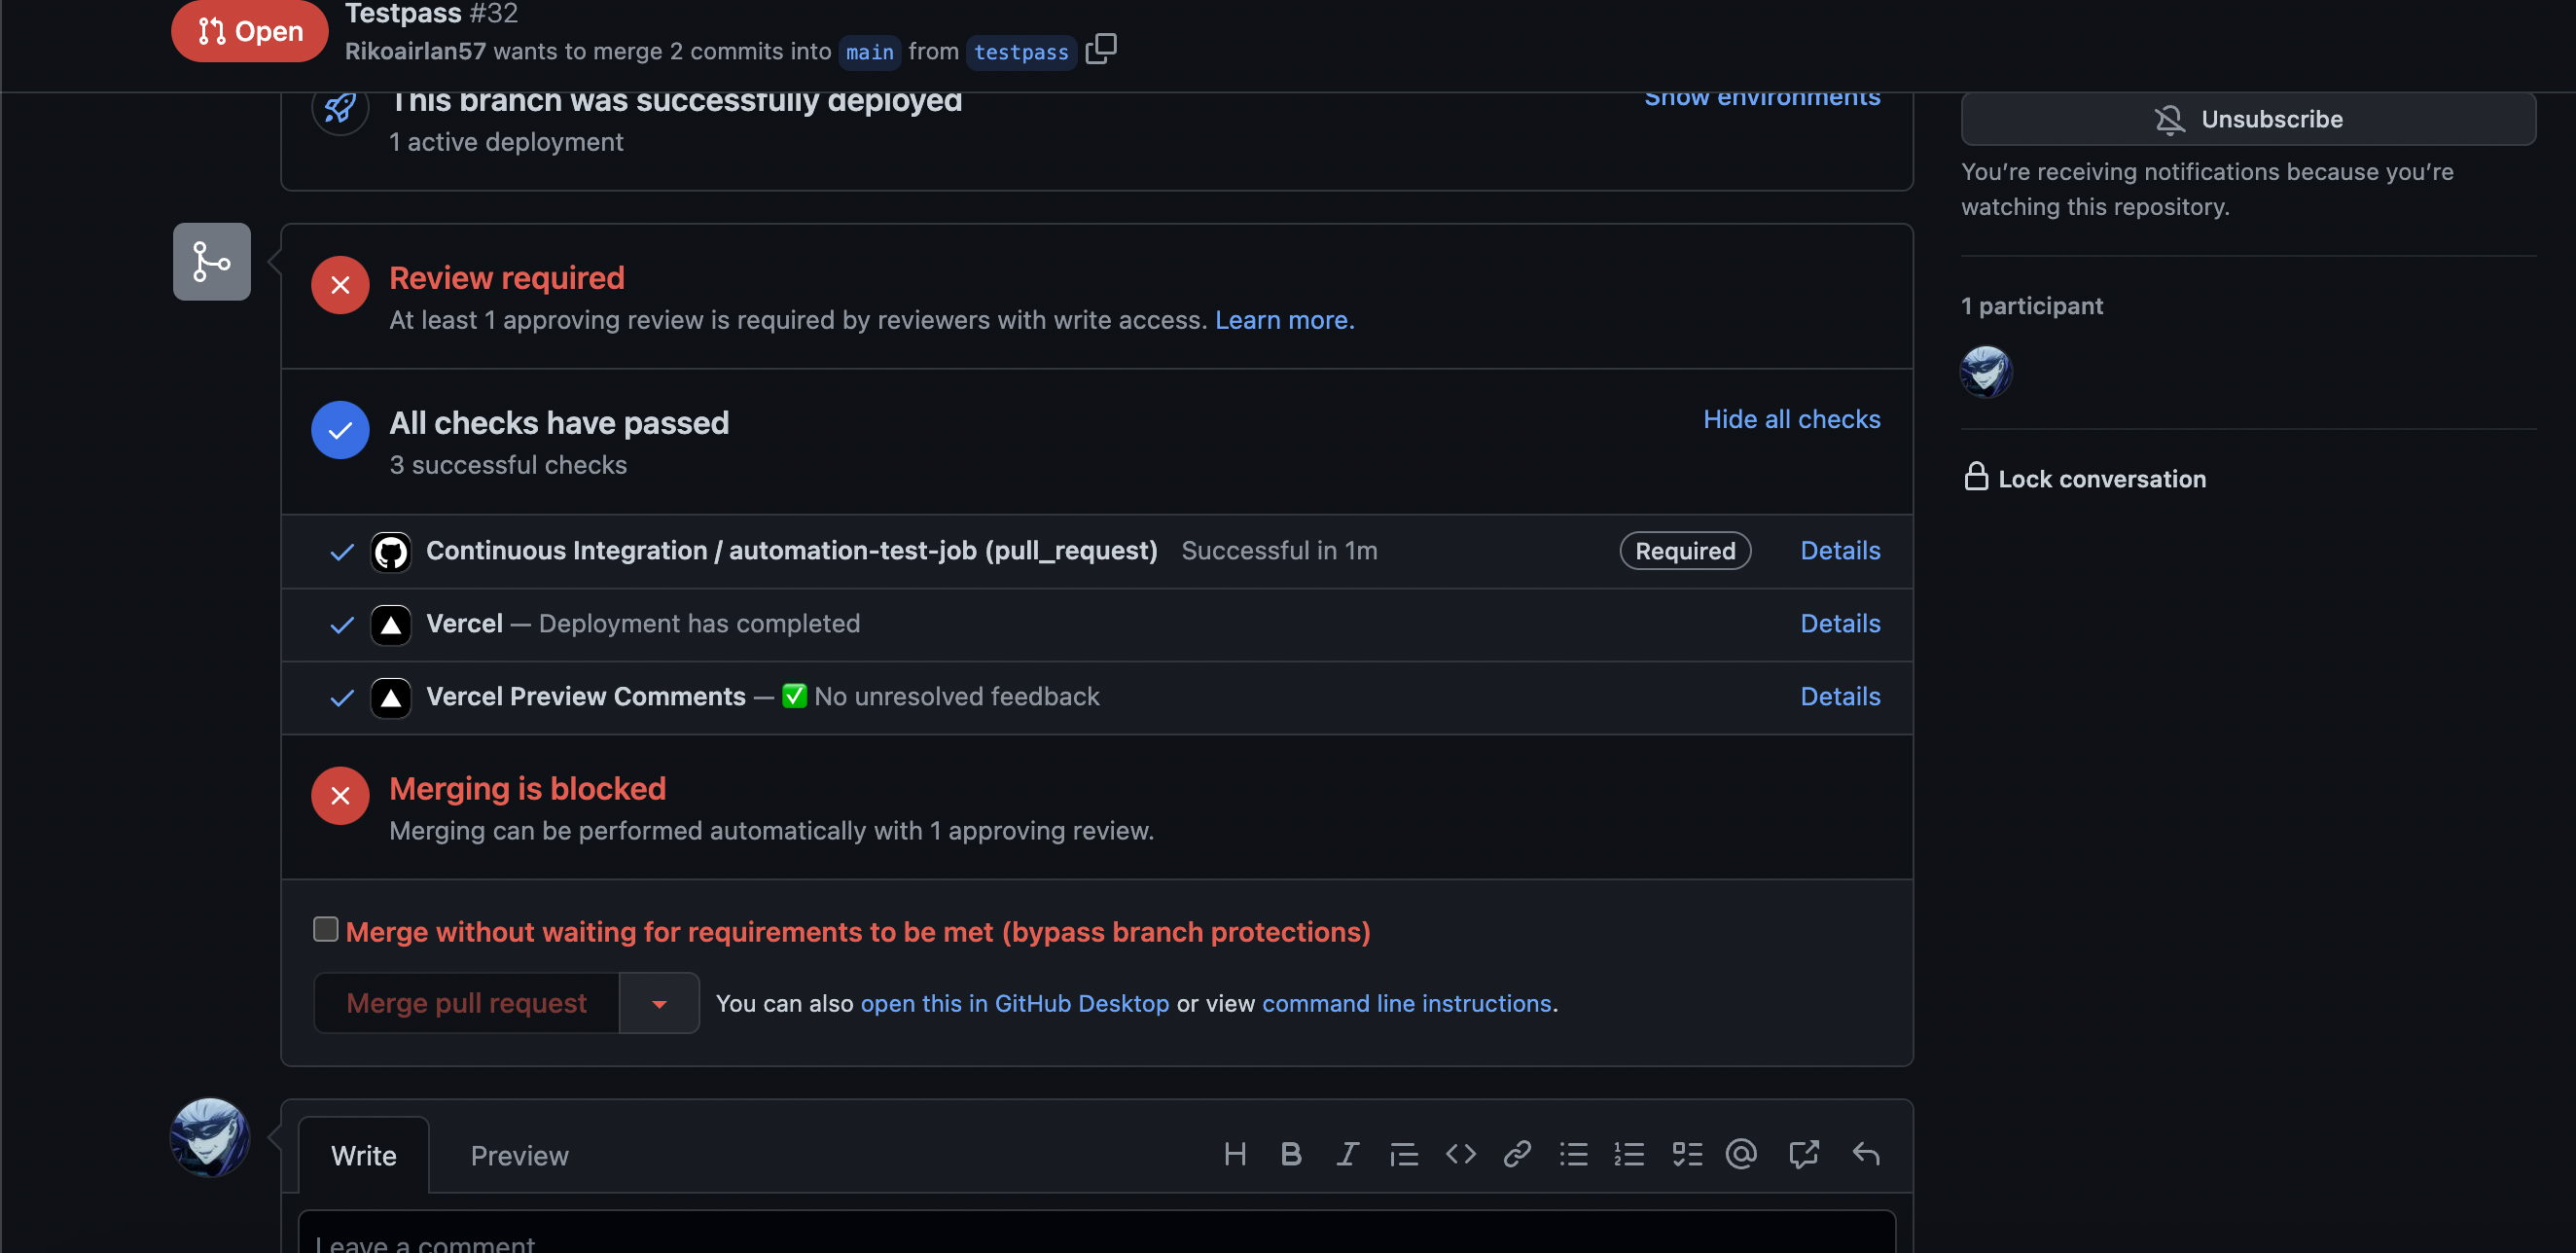 Open
Testpass #32
Rikoairlan57 wants to merge 2 commits into main from testpass
This branch was successfully deployed
Show environments
1 active deployment
Unsubscribe
You're receiving notifications because you're
watching this repository.
Review required
At least 1 approving review is required by reviewers with write access. Learn more.
1 participant
All checks have passed
Hide all checks
3 successful checks
Lock conversation
Continuous Integration / automation-test-job (pull_request) Successful in 1m Required Details
Vercel — Deployment has completed Details
Vercel Preview Comments — ✅ No unresolved feedback Details
Merging is blocked
Merging can be performed automatically with 1 approving review.
Merge without waiting for requirements to be met (bypass branch protections)
Merge pull request
You can also open this in GitHub Desktop or view command line instructions.
Write Preview
Leave a comment